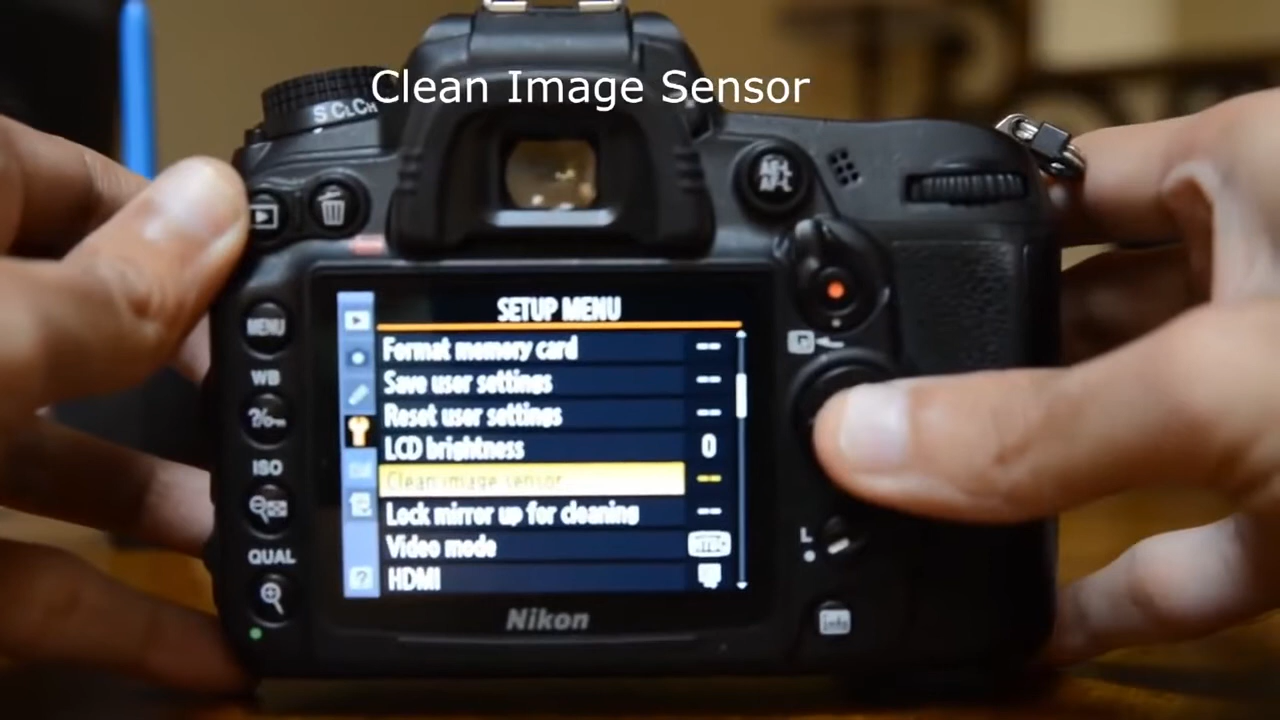 Clean Image Sensor
S CL CH
AE-L
AF-L
MENU
WB
ISO
QUAL
SETUP MENU
Format memory card --
Save user settings --
Reset user settings --
LCD brightness 0
Clean image sensor --
Lock mirror up for cleaning --
Video mode NTSC
HDMI
?
L
info
Nikon